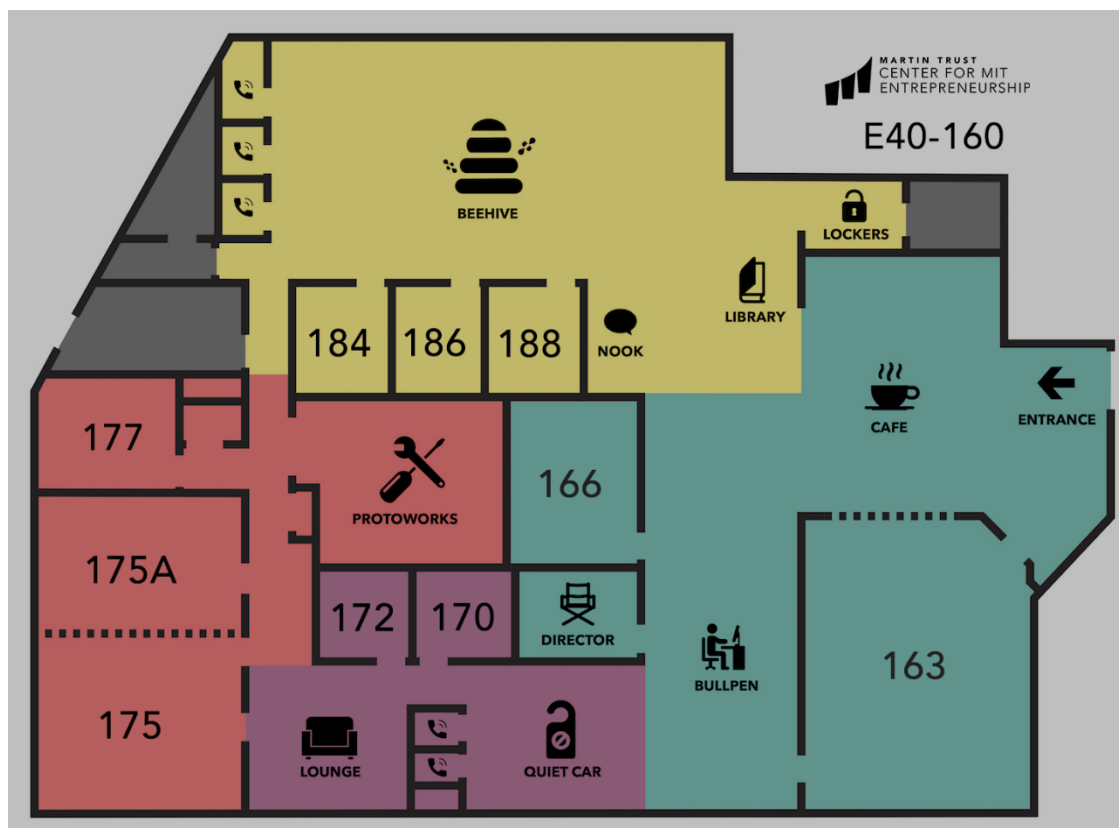 MARTIN TRUST
CENTER FOR MIT
ENTREPRENEURSHIP
E40-160
BEEHIVE
LOCKERS
LIBRARY
184
186
188
NOOK
CAFE
ENTRANCE
177
PROTOWORKS
166
175A
172
170
DIRECTOR
BULLPEN
163
175
LOUNGE
QUIET CAR